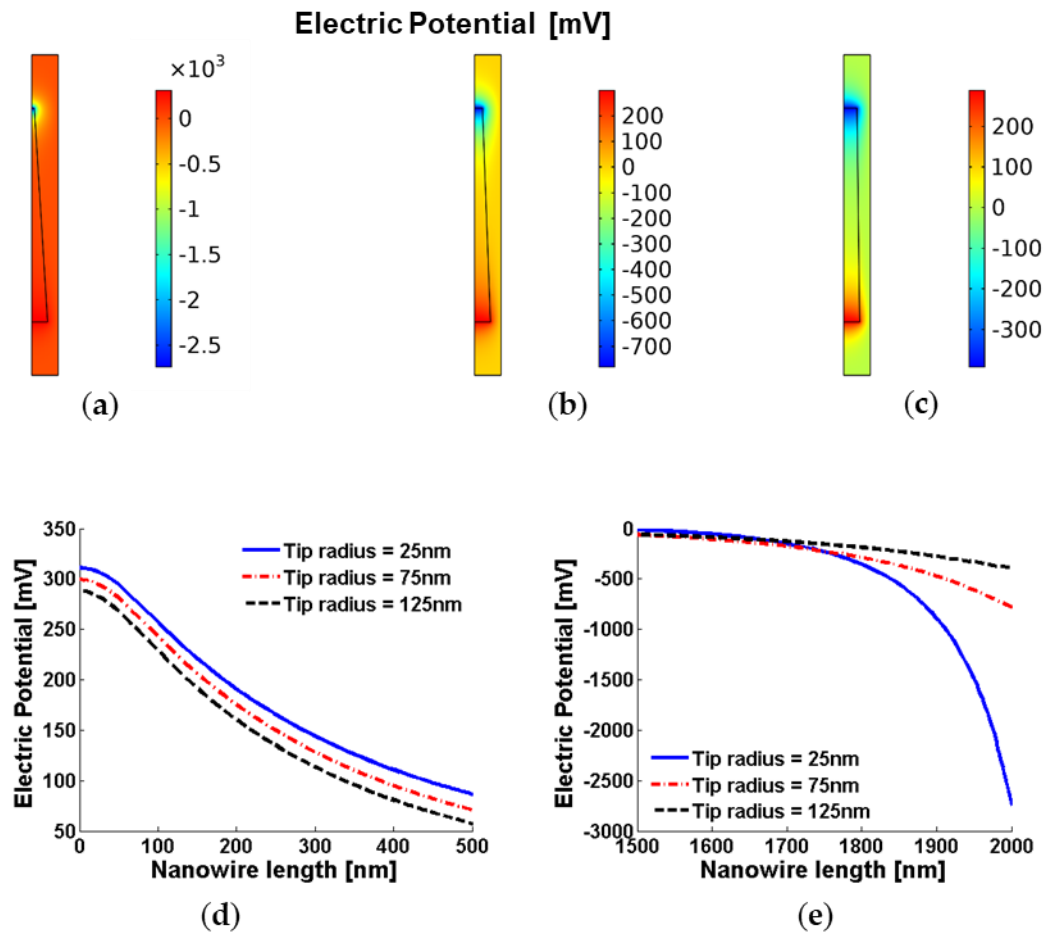 Electric Potential [mV]
×10³
0
-0.5
-1
-1.5
-2
-2.5
(a)
200
100
0
-100
-200
-300
-400
-500
-600
-700
(b)
200
100
0
-100
-200
-300
(c)
Electric Potential [mV]
350
300
250
200
150
100
50
0 100 200 300 400 500
Nanowire length [nm]
Tip radius = 25nm
Tip radius = 75nm
Tip radius = 125nm
(d)
Electric Potential [mV]
0
-500
-1000
-1500
-2000
-2500
-3000
1500 1600 1700 1800 1900 2000
Nanowire length [nm]
Tip radius = 25nm
Tip radius = 75nm
Tip radius = 125nm
(e)